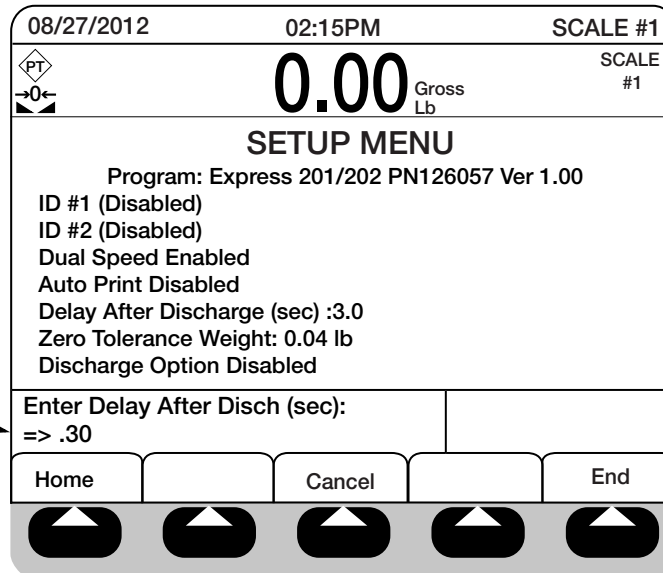 08/27/2012 02:15PM SCALE #1
PT
→0←
0.00 Gross Lb
SCALE #1
SETUP MENU
Program: Express 201/202 PN126057 Ver 1.00
ID #1 (Disabled)
ID #2 (Disabled)
Dual Speed Enabled
Auto Print Disabled
Delay After Discharge (sec) :3.0
Zero Tolerance Weight: 0.04 lb
Discharge Option Disabled
Enter Delay After Disch (sec):
=> .30
Home Cancel End